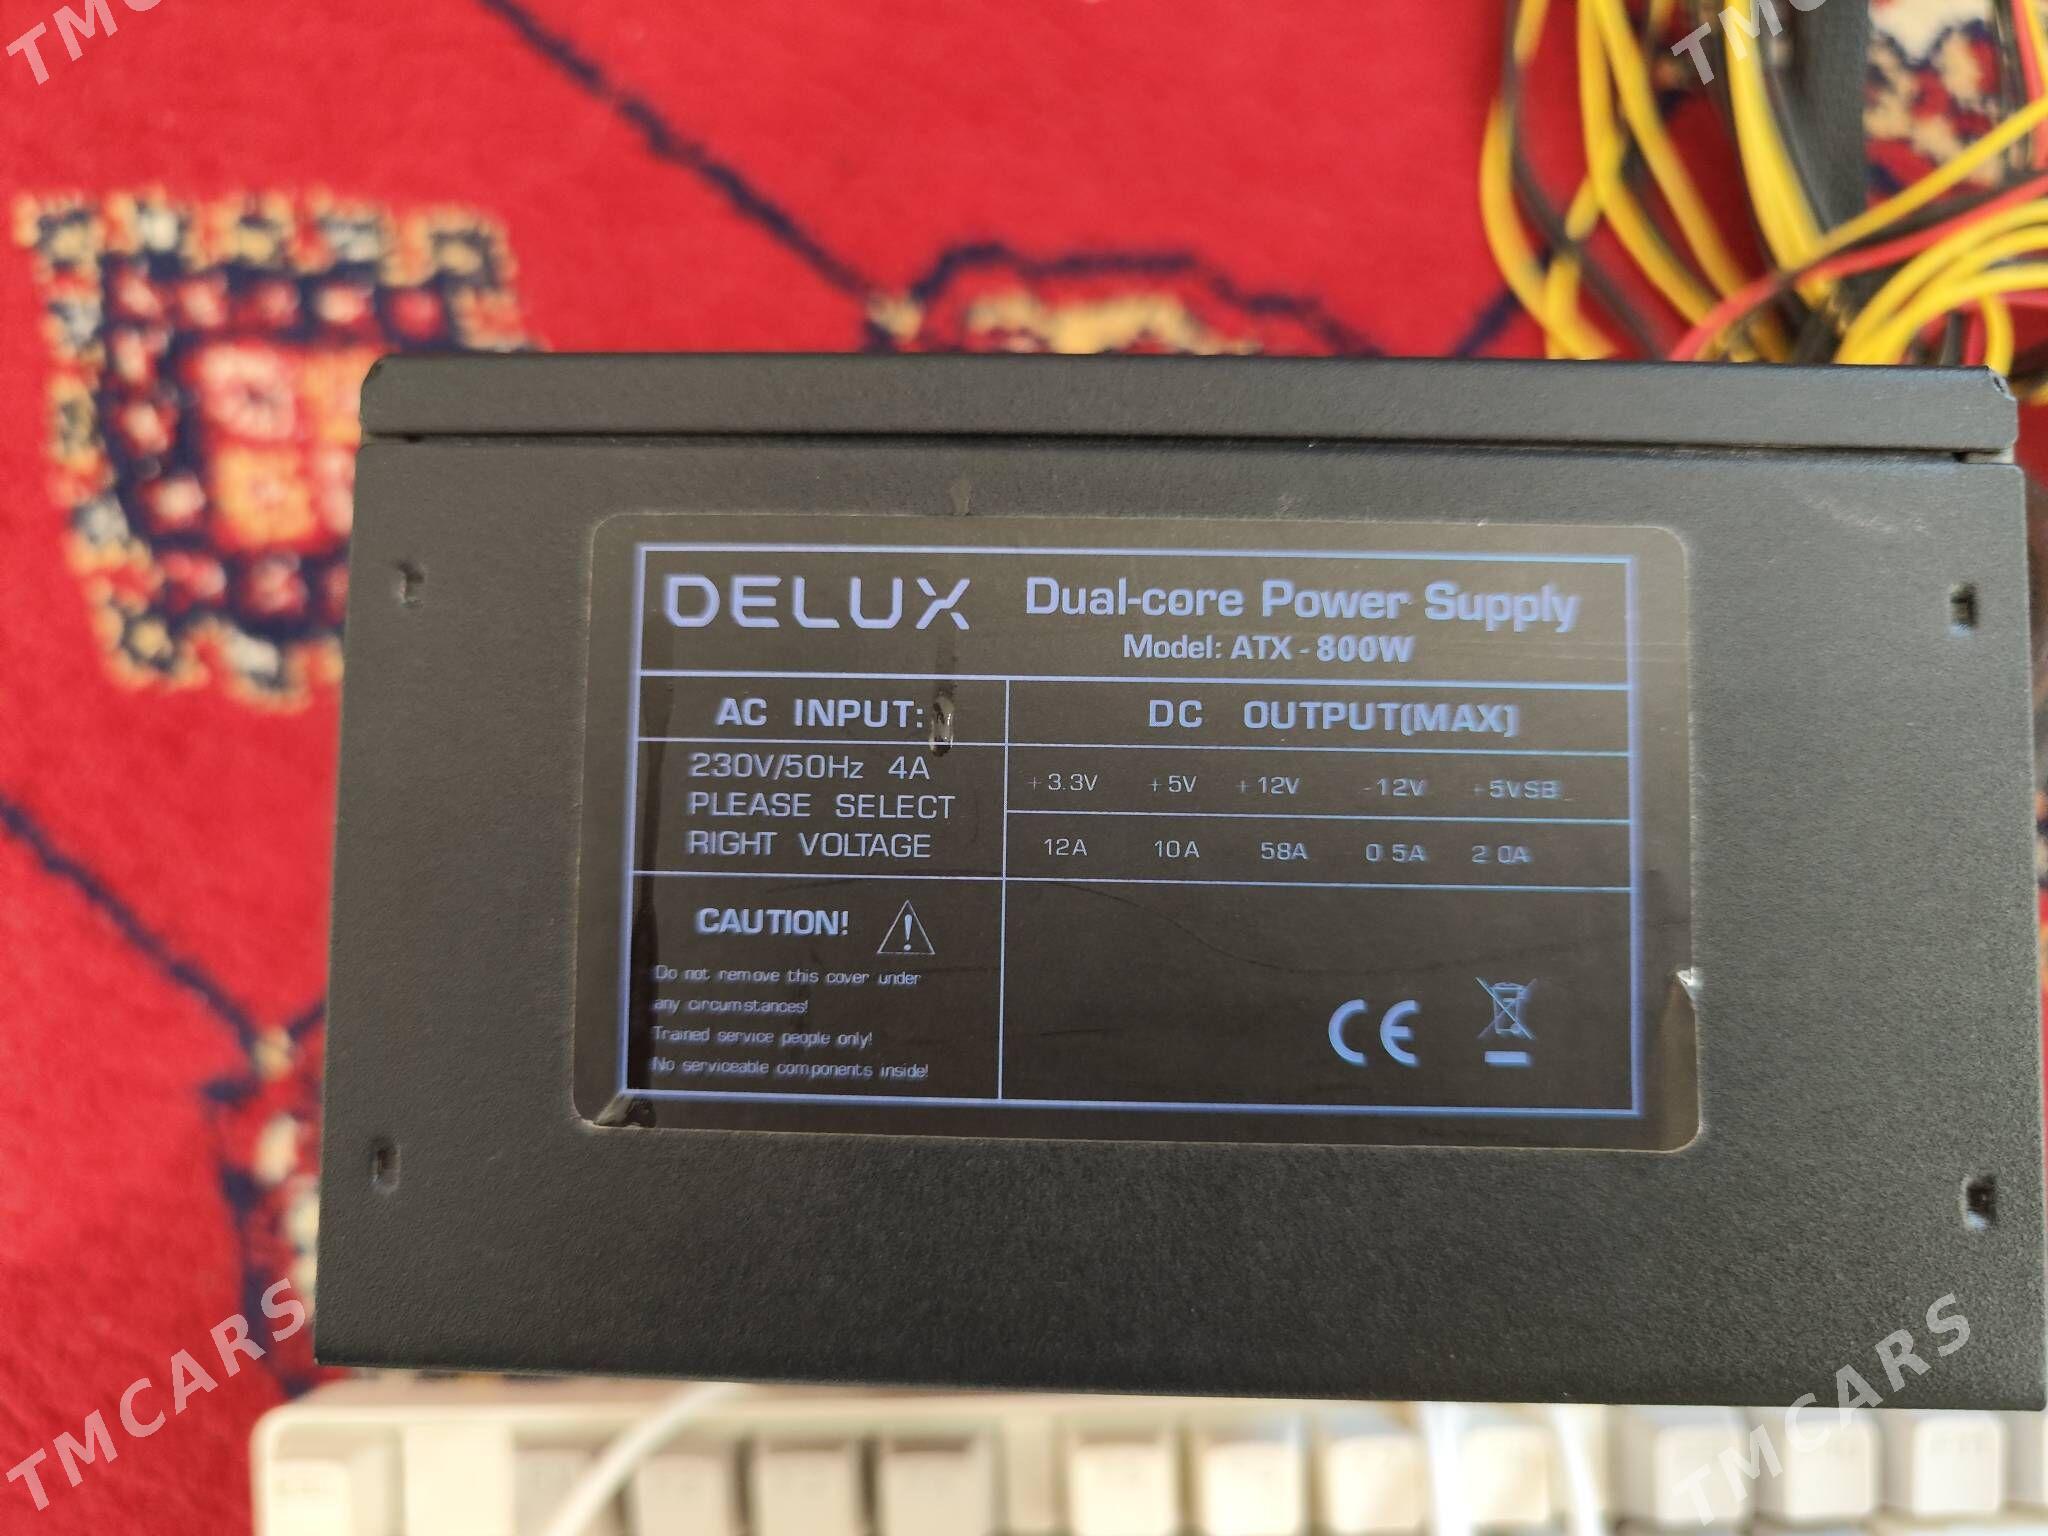 TMC
TMC
DELUX Dual-core Power Supply
Model: ATX - 800W
AC INPUT: DC OUTPUT(MAX)
230V/50Hz 4A
PLEASE SELECT
RIGHT VOLTAGE
+3.3V +5V +12V -12V +5VSB
12A 10A 58A 0.5A 2.0A
CAUTION!
Do not remove this cover under
any circumstances!
Trained service people only!
No serviceable components inside!
CE
TMCARS
TMCARS